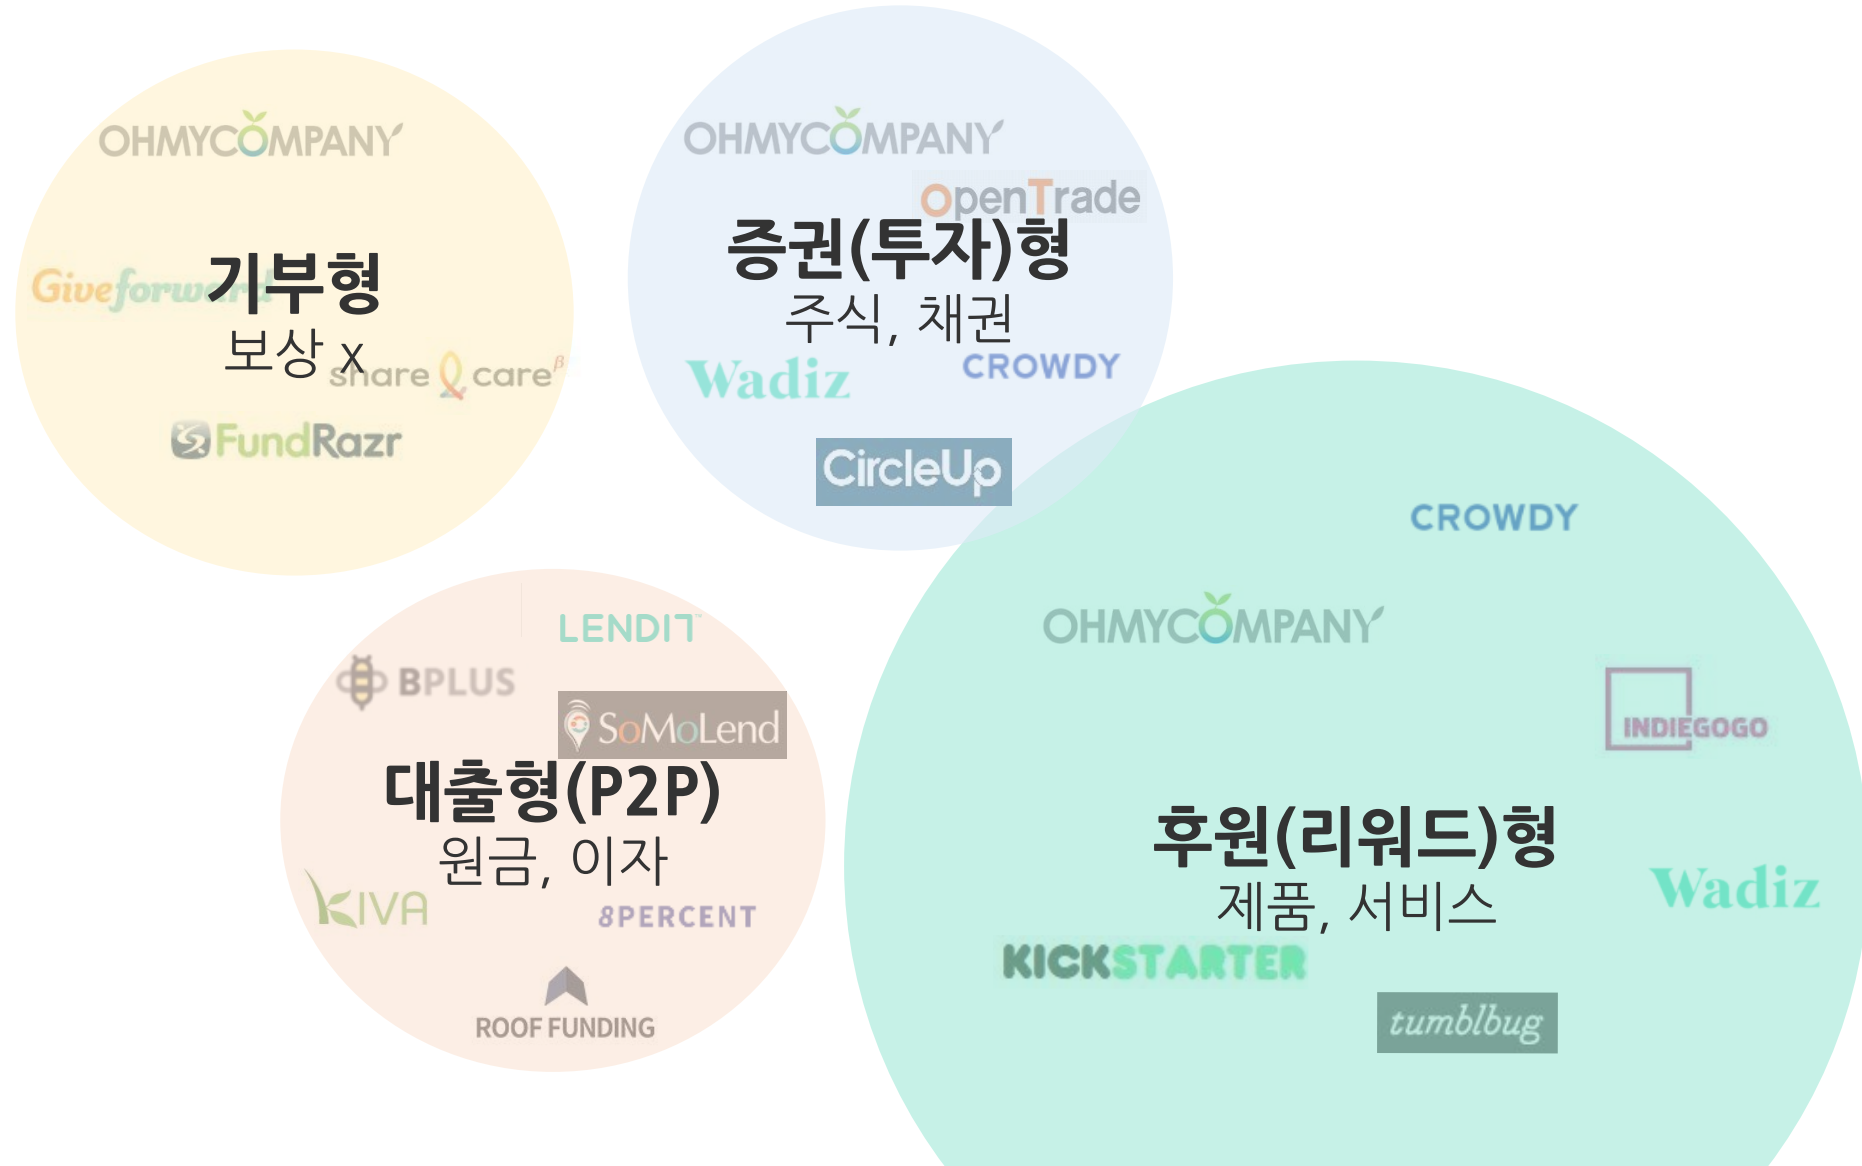 OHMYCOMPANY
Giveforward
기부형
보상 x
share care β
FundRazr
OHMYCOMPANY
OpenTrade
증권(투자)형
주식, 채권
Wadiz
CROWDY
CircleUp
LENDIT
BPLUS
SoMoLend
대출형(P2P)
원금, 이자
KIVA
8PERCENT
ROOF FUNDING
CROWDY
OHMYCOMPANY
INDIEGOGO
후원(리워드)형
제품, 서비스
Wadiz
KICKSTARTER
tumblbug